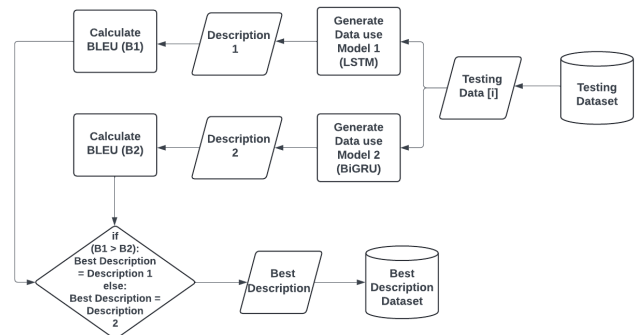 Calculate
BLEU (B1)
Description
1
Generate
Data use
Model 1
(LSTM)
Testing
Data [i]
Testing
Dataset
Calculate
BLEU (B2)
Description
2
Generate
Data use
Model 2
(BiGRU)
if
(B1 > B2):
Best Description
= Description 1
else:
Best Description =
Description
2
Best
Description
Best
Description
Dataset